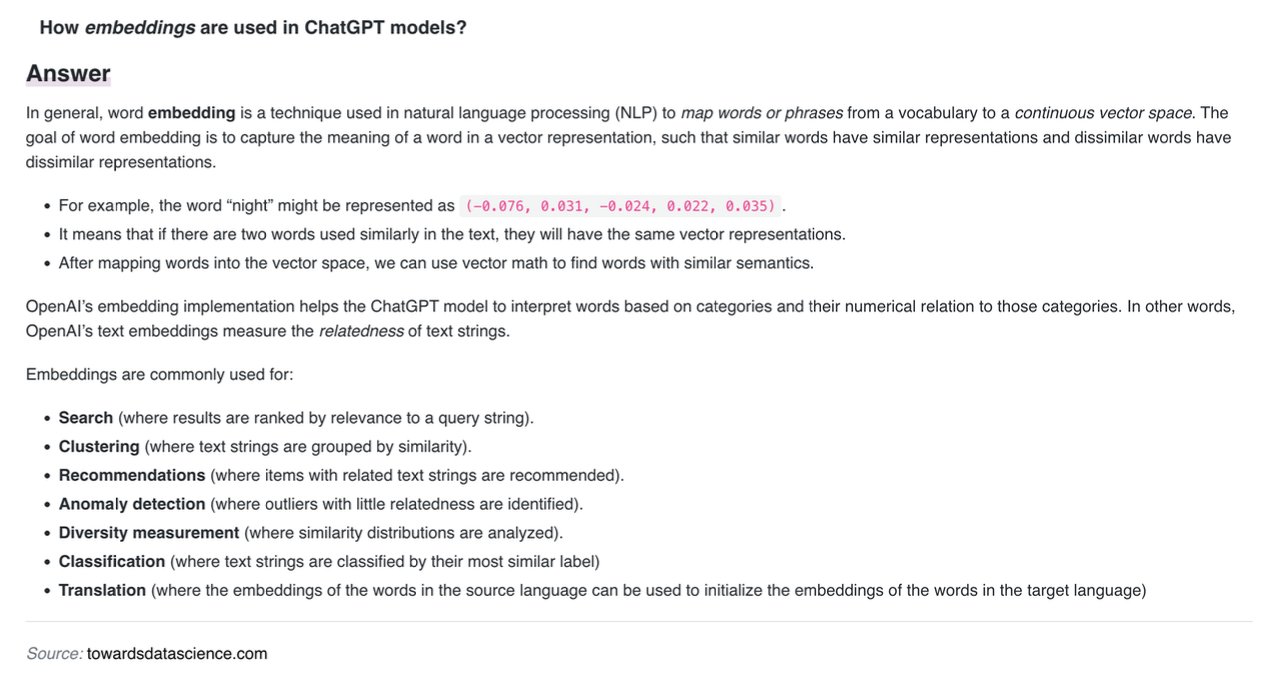 How embeddings are used in ChatGPT models?
Answer
In general, word embedding is a technique used in natural language processing (NLP) to map words or phrases from a vocabulary to a continuous vector space. The
goal of word embedding is to capture the meaning of a word in a vector representation, such that similar words have similar representations and dissimilar words have
dissimilar representations.
• For example, the word “night” might be represented as (−0.076, 0.031, −0.024, 0.022, 0.035) .
• It means that if there are two words used similarly in the text, they will have the same vector representations.
• After mapping words into the vector space, we can use vector math to find words with similar semantics.
OpenAI’s embedding implementation helps the ChatGPT model to interpret words based on categories and their numerical relation to those categories. In other words,
OpenAI’s text embeddings measure the relatedness of text strings.
Embeddings are commonly used for:
• Search (where results are ranked by relevance to a query string).
• Clustering (where text strings are grouped by similarity).
• Recommendations (where items with related text strings are recommended).
• Anomaly detection (where outliers with little relatedness are identified).
• Diversity measurement (where similarity distributions are analyzed).
• Classification (where text strings are classified by their most similar label)
• Translation (where the embeddings of the words in the source language can be used to initialize the embeddings of the words in the target language)
Source: towardsdatascience.com